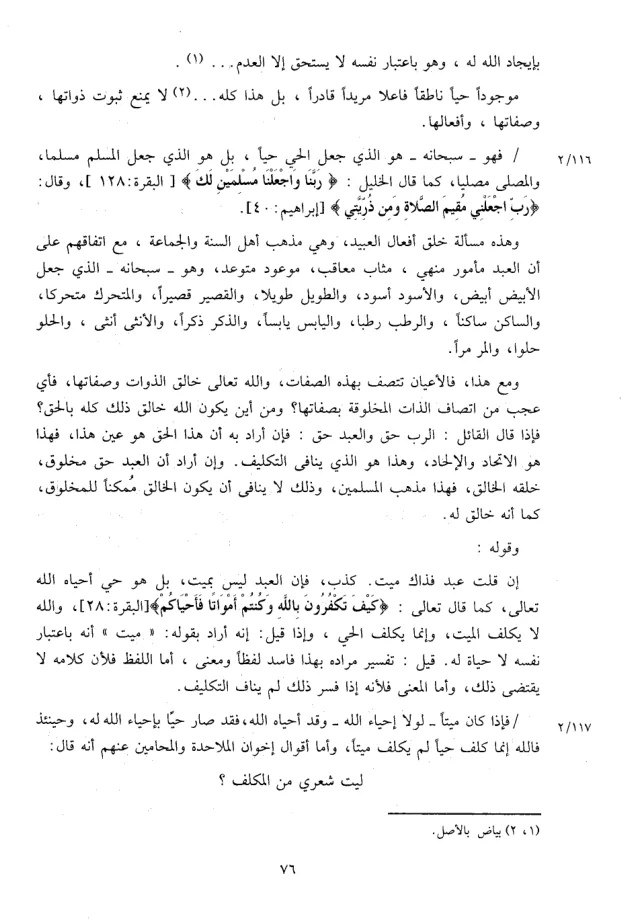 بإيجاد الله له ، وهو باعتبار نفسه لا يستحق إلا العدم... (١) .
موجوداً حياً ناطقاً فاعلا مريداً قادراً ، بل هذا كله...(٢) لا يمنع ثبوت ذواتها ،
وصفاتها ، وأفعالها.
٢/١١٦ / فهو ـ سبحانه ـ هو الذي جعل الحي حياً ، بل هو الذي جعل المسلم مسلما،
والمصلى مصليا، كما قال الخليل : ﴿ رَبَّنَا وَاجْعَلْنَا مُسْلِمَيْنِ لَكَ ﴾ [ البقرة:١٢٨ ]، وقال:
﴿رَبِّ اجْعَلْنِي مُقِيمَ الصَّلاةِ وَمِن ذُرِّيَّتِي ﴾ [إبراهيم:٤٠].
وهذه مسألة خلق أفعال العبيد، وهي مذهب أهل السنة والجماعة ، مع اتفاقهم على
أن العبد مأمور منهي ، مثاب معاقب، موعود متوعد، وهو ـ سبحانه ـ الذي جعل
الأبيض أبيض، والأسود أسود، والطويل طويلا، والقصير قصيراً، والمتحرك متحركا،
والساكن ساكناً ، والرطب رطبا، واليابس يابساً، والذكر ذكراً، والأنثى أنثى ، والحلو
حلوا، والمر مراً.
ومع هذا، فالأعيان تتصف بهذه الصفات، والله تعالى خالق الذوات وصفاتها، فأي
عجب من اتصاف الذات المخلوقة بصفاتها؟ ومن أين يكون الله خالق ذلك كله بالحق؟
فإذا قال القائل : الرب حق والعبد حق : فإن أراد به أن هذا الحق هو عين هذا، فهذا
هو الاتحاد والإلحاد، وهذا هو الذي ينافى التكليف. وإن أراد أن العبد حق مخلوق،
خلقه الخالق، فهذا مذهب المسلمين، وذلك لا ينافى أن يكون الخالق مُمكناً للمخلوق،
كما أنه خالق له.
وقوله :
إن قلت عبد فذاك ميت. كذب، فإن العبد ليس بميت، بل هو حي أحياه الله
تعالى، كما قال تعالى : ﴿كَيْفَ تَكْفُرُونَ بِاللَّهِ وَكُنتُمْ أَمْوَاتًا فَأَحْيَاكُمْ﴾[البقرة:٢٨]، والله
لا يكلف الميت، وإنما يكلف الحي ، وإذا قيل: إنه أراد بقوله: « ميت » أنه باعتبار
نفسه لا حياة له. قيل : تفسير مراده بهذا فاسد لفظاً ومعنى ، أما اللفظ فلأن كلامه لا
يقتضى ذلك، وأما المعنى فلأنه إذا فسر ذلك لم يناف التكليف.
٢/١١٧ / فإذا كان ميتاً ـ لولا إحياء الله ـ وقد أحياه الله،فقد صار حيًا بإحياء الله له، وحينئذ
فالله إنما كلف حياً لم يكلف ميتاً، وأما أقوال إخوان الملاحدة والمحامين عنهم أنه قال:
ليت شعري من المكلف ؟
(١، ٢) بياض بالأصل.
٧٦